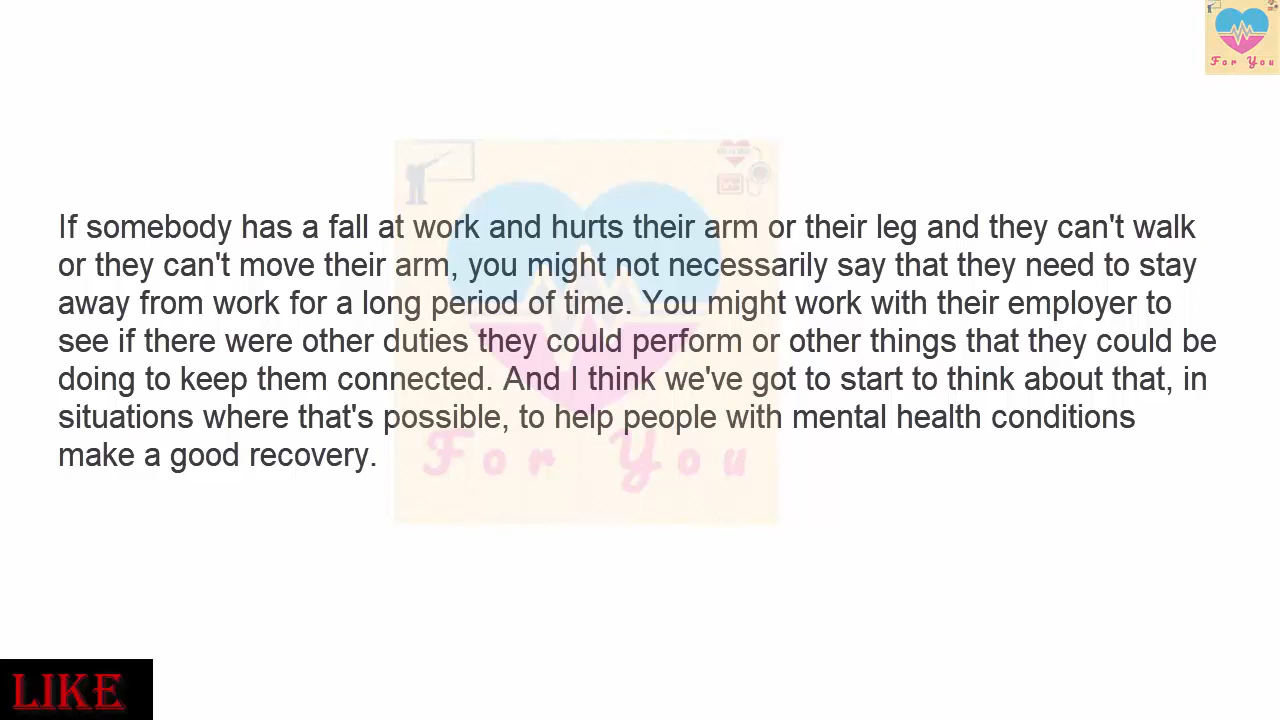 For You
If somebody has a fall at work and hurts their arm or their leg and they can't walk
or they can't move their arm, you might not necessarily say that they need to stay
away from work for a long period of time. You might work with their employer to
see if there were other duties they could perform or other things that they could be
doing to keep them connected. And I think we've got to start to think about that, in
situations where that's possible, to help people with mental health conditions
make a good recovery.
For You
LIKE